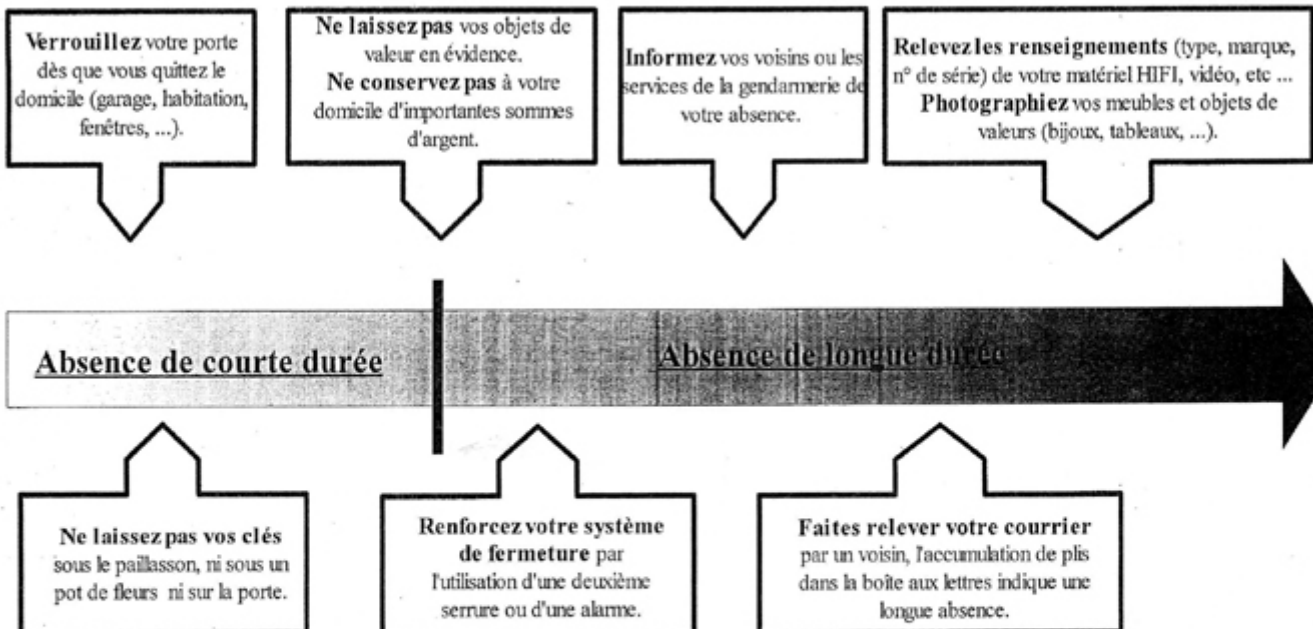 Verrouillez votre porte
dès que vous quittez le
domicile (garage, habitation,
fenêtres, ...).
Ne laissez pas vos objets de
valeur en évidence.
Ne conservez pas à votre
domicile d'importantes sommes
d'argent.
Informez vos voisins ou les
services de la gendarmerie de
votre absence.
Relevez les renseignements (type, marque,
n° de série) de votre matériel HIFI, vidéo, etc ...
Photographiez vos meubles et objets de
valeurs (bijoux, tableaux, ...).
Absence de courte durée
Absence de longue durée
Ne laissez pas vos clés
sous le paillasson, ni sous un
pot de fleurs ni sur la porte.
Renforcez votre système
de fermeture par
l'utilisation d'une deuxième
serrure ou d'une alarme.
Faites relever votre courrier
par un voisin, l'accumulation de plis
dans la boîte aux lettres indique une
longue absence.